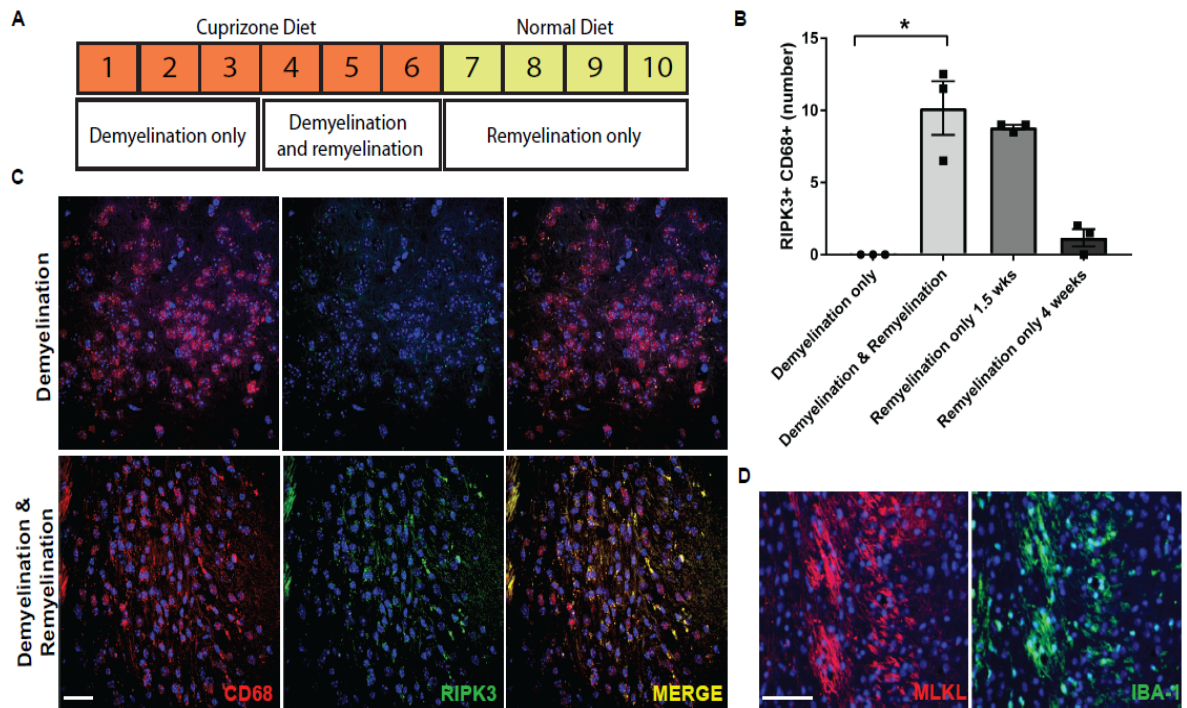 A
Cuprizone Diet
Normal Diet
1 2 3 4 5 6 7 8 9 10
Demyelination only
Demyelination
and remyelination
Remyelination only
B
*
RIPK3+ CD68+ (number)
15
10
5
0
Demyelination only
Demyelination & Remyelination
Remyelination only 1.5 wks
Remyelination only 4 weeks
C
Demyelination
Demyelination &
Remyelination
CD68
RIPK3
MERGE
D
MLKL
IBA-1